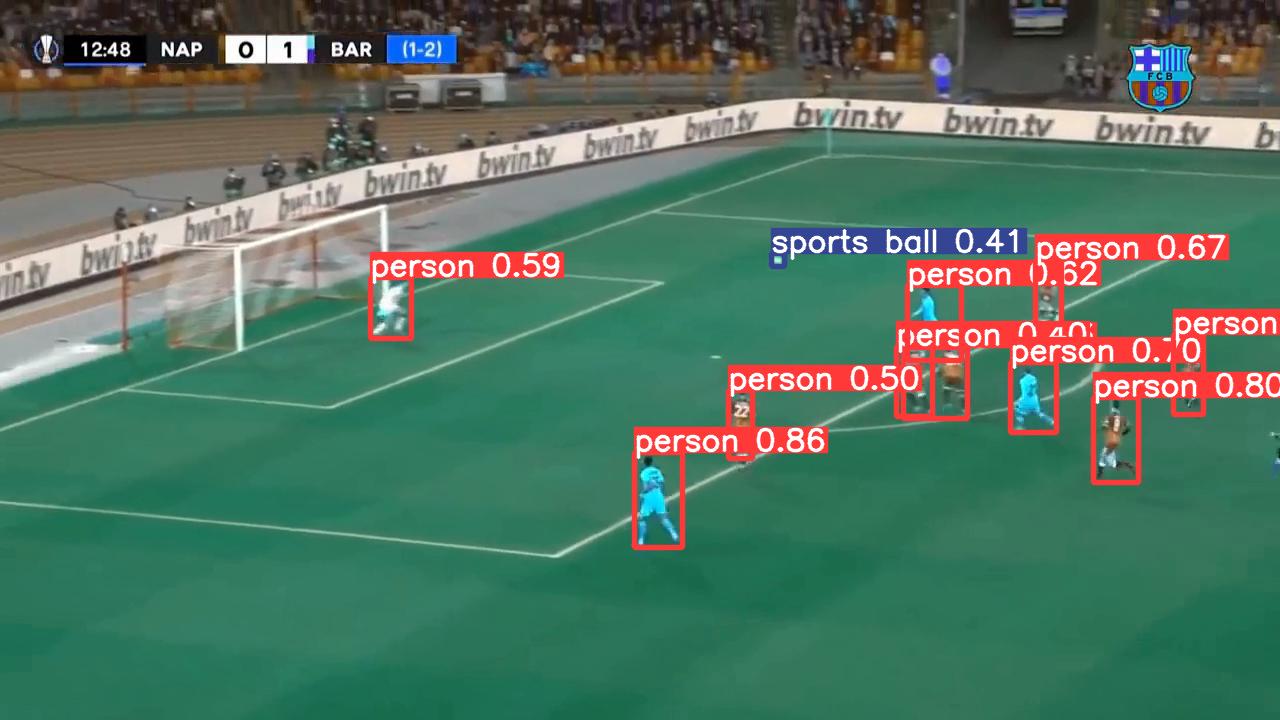 12:48 NAP 0 1 BAR (1-2)
FCB
bwin.tv bwin.tv bwin.tv bwin.tv
bwin.tv
bwin.tv
bwin.tv
bwin.tv
bwin.tv
bwin.tv
sports ball 0.41
person 0.67
person 0.59
person 0.62
person
person 0.70
person 0.50
person 0.80
22
8
person 0.86